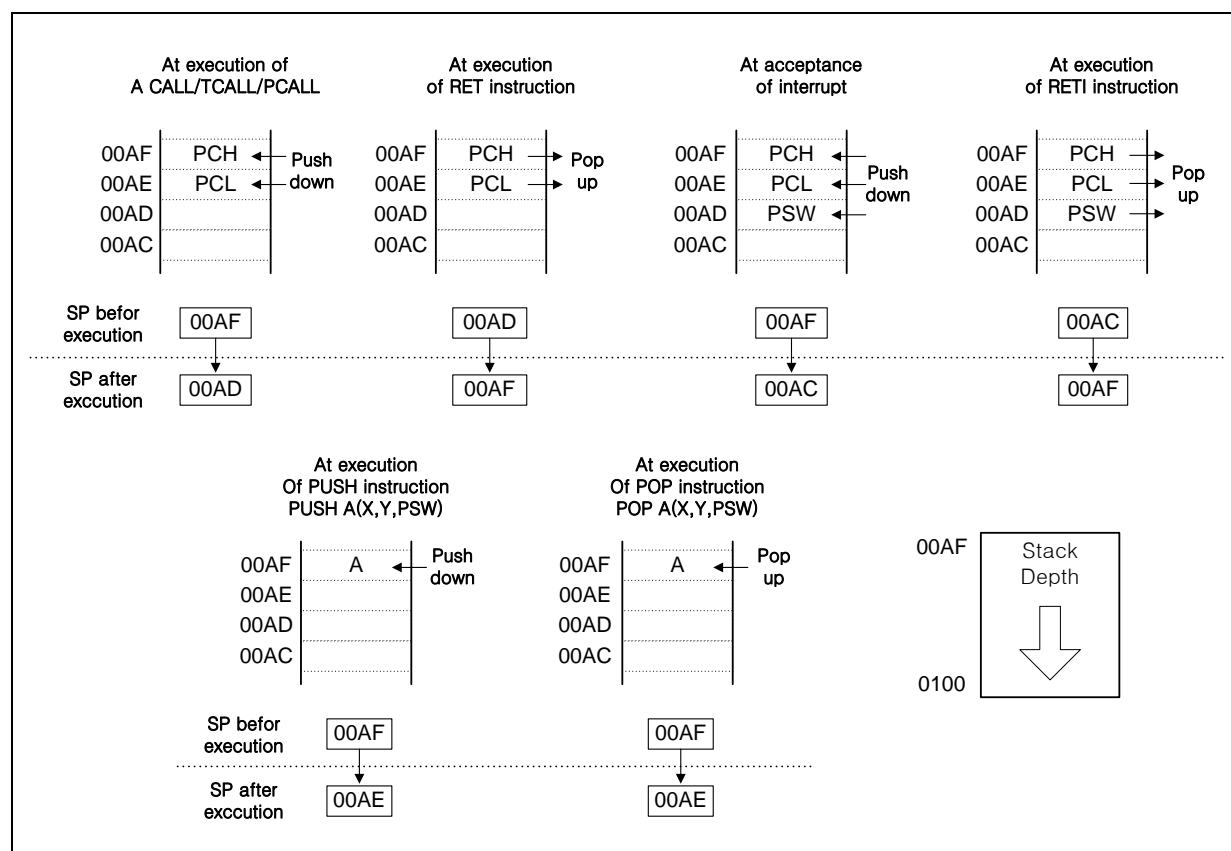 At execution of
A CALL/TCALL/PCALL
00AF PCH Push
00AE PCL down
00AD
00AC
At execution
of RET instruction
00AF PCH Pop
00AE PCL up
00AD
00AC
At acceptance
of interrupt
00AF PCH
00AE PCL Push
00AD PSW down
00AC
At execution
of RETI instruction
00AF PCH
00AE PCL Pop
00AD PSW up
00AC
SP befor
execution
00AF 00AD 00AF 00AC
SP after
exccution
00AD 00AF 00AC 00AF
At execution
Of PUSH instruction
PUSH A(X,Y,PSW)
00AF A Push
down
00AE
00AD
00AC
At execution
Of POP instruction
POP A(X,Y,PSW)
00AF A Pop
up
00AE
00AD
00AC
00AF Stack
Depth
0100
SP befor
execution
00AF 00AF
SP after
exccution
00AE 00AE